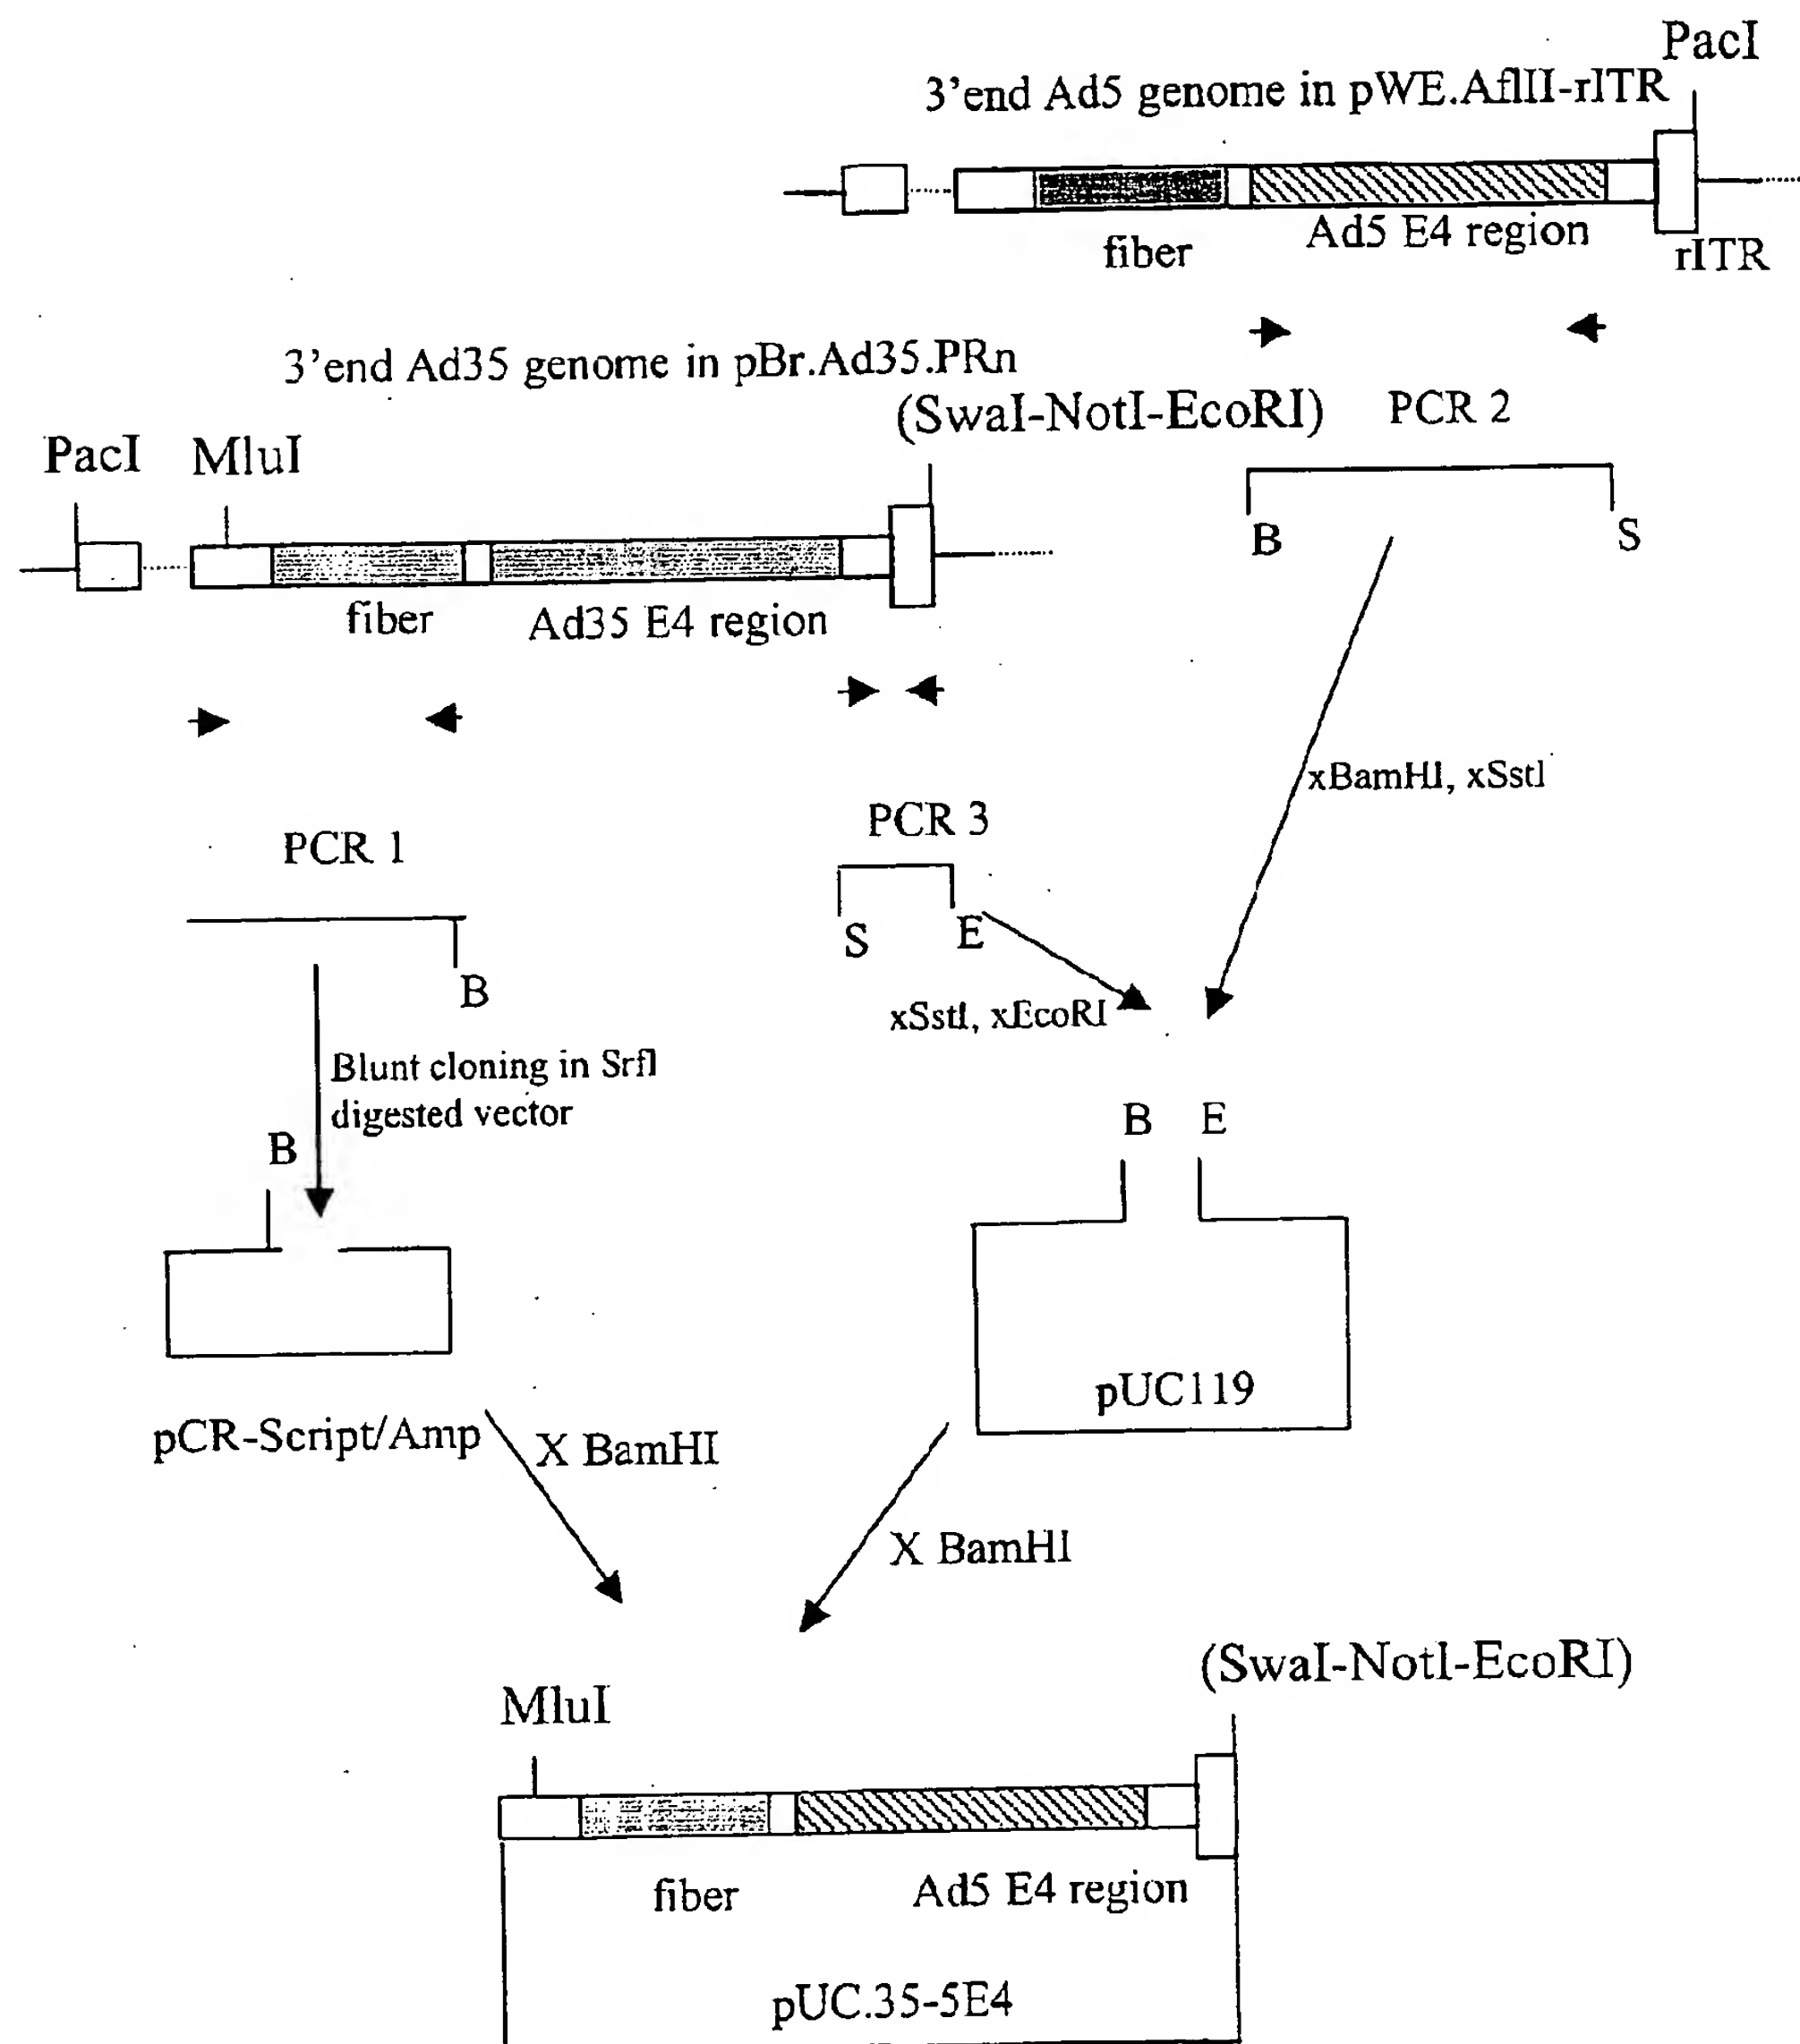 PacI
3'end Ad5 genome in pWE.AflII-rITR
fiber
Ad5 E4 region
rITR
3'end Ad35 genome in pBr.Ad35.PRn
(SwaI-NotI-EcoRI)
PCR 2
PacI
MluI
B
S
fiber
Ad35 E4 region
xBamHI, xSstI
PCR 3
PCR 1
S
E
B
xSstI, xEcoRI
Blunt cloning in SrfI
digested vector
B
B
E
pUC119
pCR-Script/Amp
X BamHI
X BamHI
(SwaI-NotI-EcoRI)
MluI
fiber
Ad5 E4 region
pUC.35-5E4